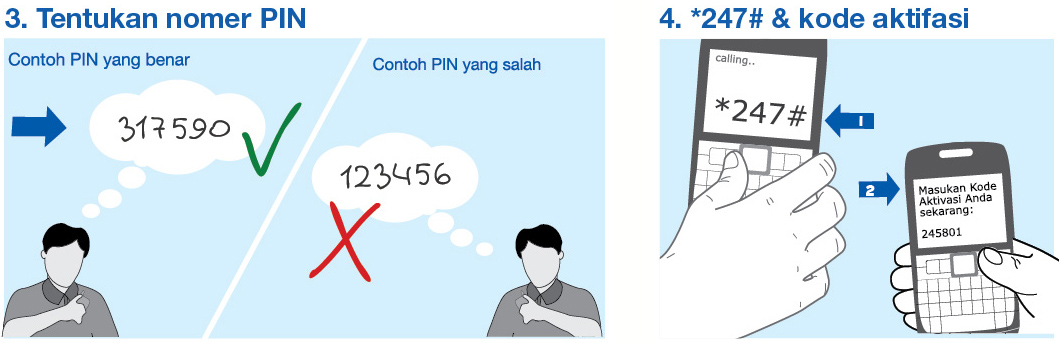 3. Tentukan nomer PIN
Contoh PIN yang benar
317590
Contoh PIN yang salah
123456
4. *247# & kode aktifasi
calling..
*247#
1
2
Masukan Kode
Aktivasi Anda
sekarang:
245801